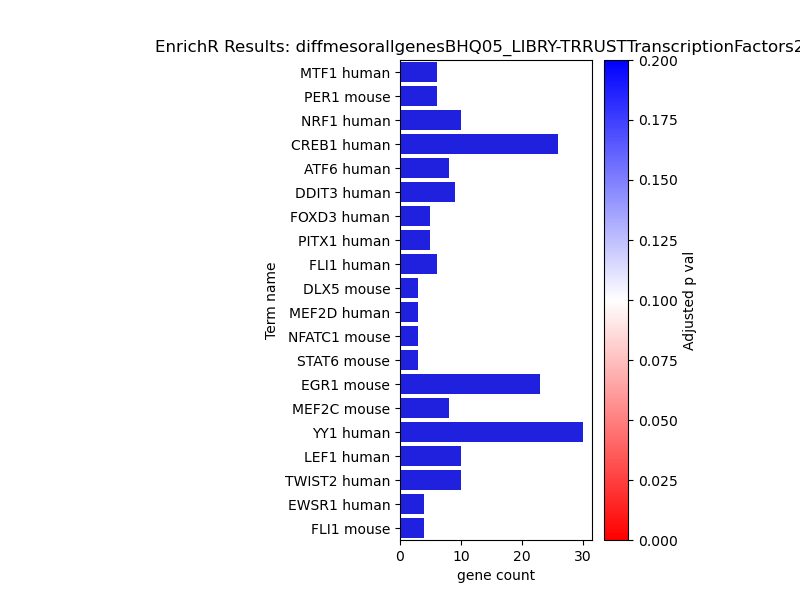 EnrichR Results: diffmesorallgenesBHQ05_LIBRY-TRRUSTTranscriptionFactors2
MTF1 human
PER1 mouse
NRF1 human
CREB1 human
ATF6 human
DDIT3 human
FOXD3 human
PITX1 human
FLI1 human
DLX5 mouse
MEF2D human
NFATC1 mouse
STAT6 mouse
EGR1 mouse
MEF2C mouse
YY1 human
LEF1 human
TWIST2 human
EWSR1 human
FLI1 mouse
Term name
0 10 20 30
gene count
0.200
0.175
0.150
0.125
0.100
0.075
0.050
0.025
0.000
Adjusted p val